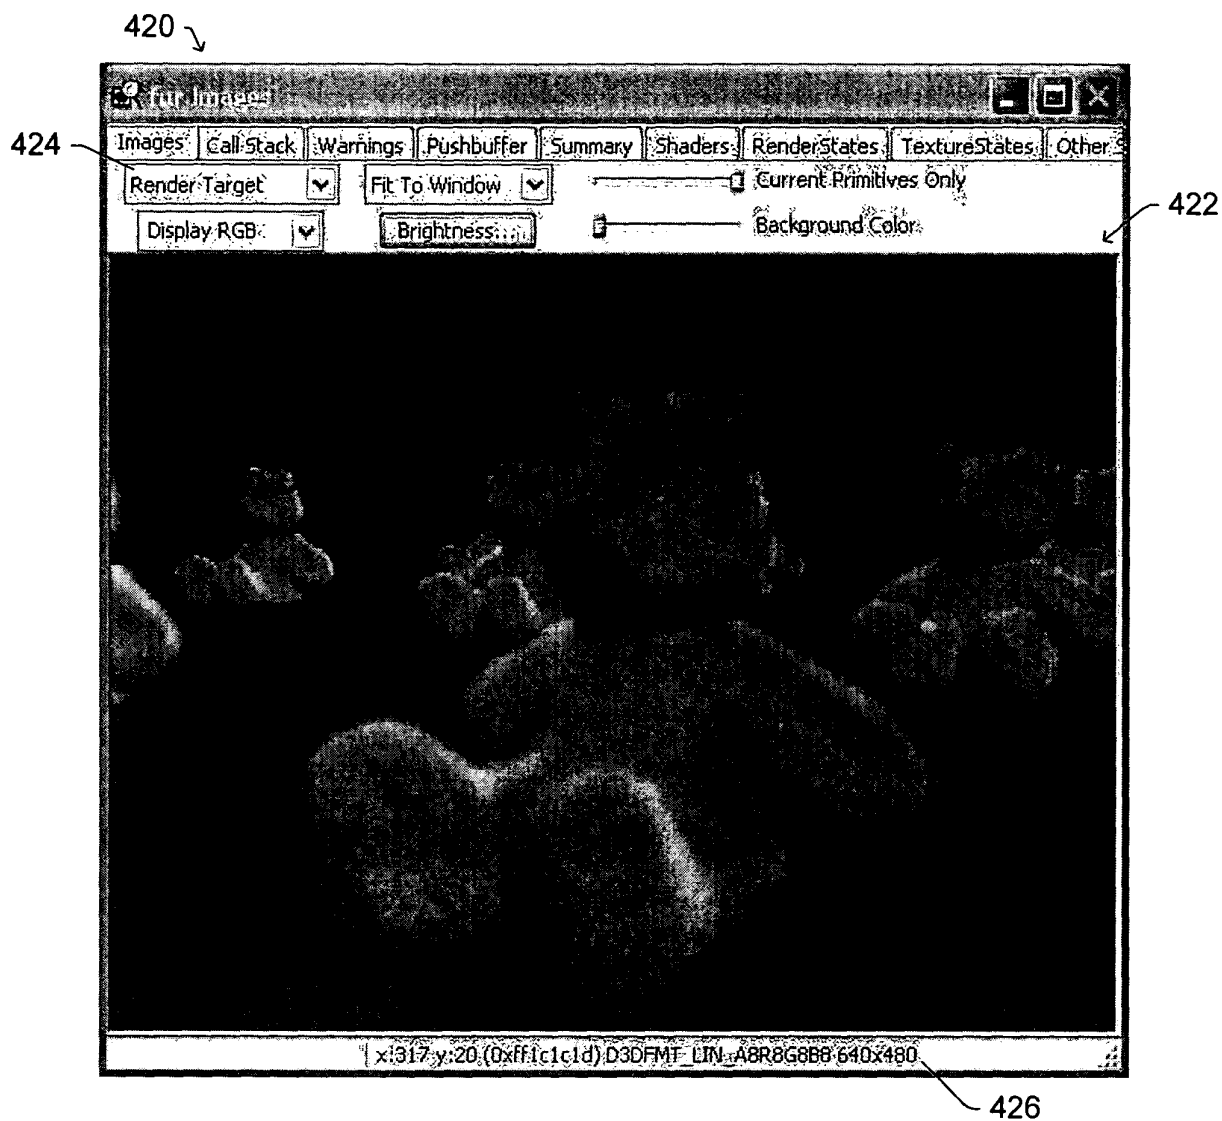 420
fur Images
424
Images Call Stack Warnings Pushbuffer Summary Shaders RenderStates TextureStates Other S
Render Target Fit To Window Current Primitives Only
422
Display RGB Brightness... Background Color
x:317 y:20 (0xff1c1c1d) D3DFMT_LIN_A8R8G8B8 640x480
426